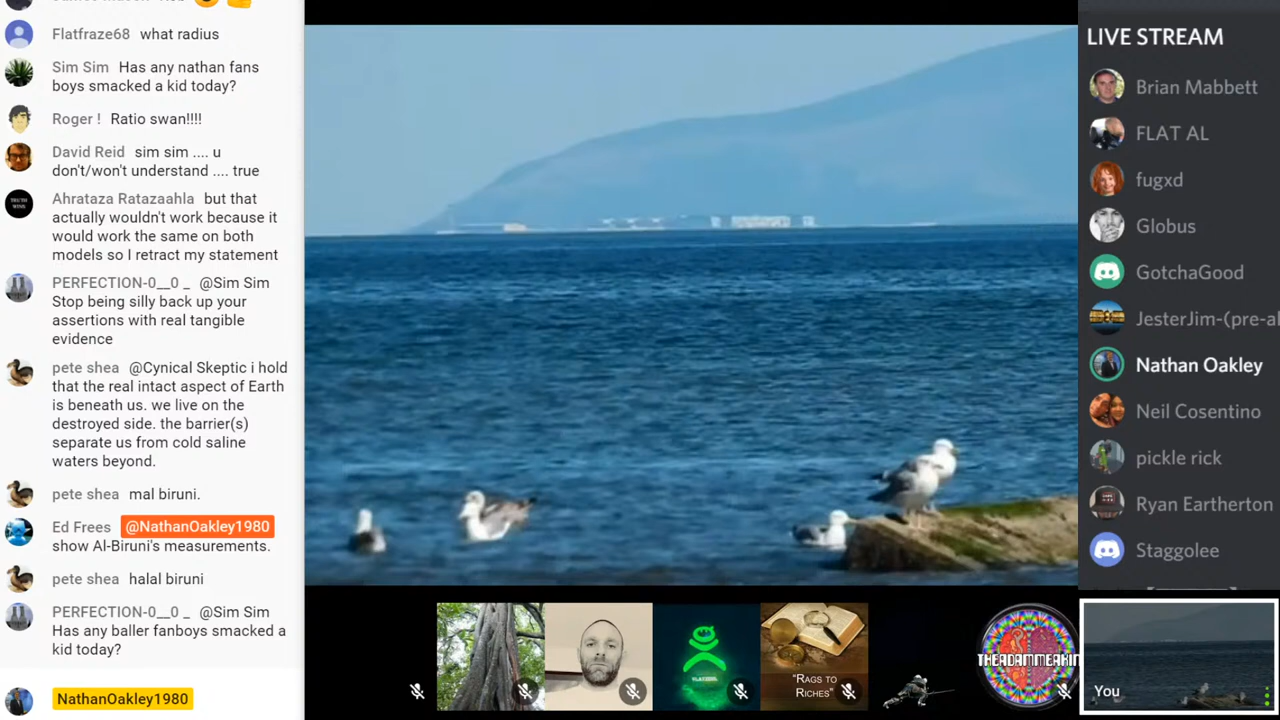 Flatfraze68 what radius
Sim Sim Has any nathan fans
boys smacked a kid today?
Roger ! Ratio swan!!!!
David Reid sim sim .... u
don't/won't understand .... true
Ahrataza Ratazaahla but that
actually wouldn't work because it
would work the same on both
models so I retract my statement
PERFECTION-0__0 _ @Sim Sim
Stop being silly back up your
assertions with real tangible
evidence
pete shea @Cynical Skeptic i hold
that the real intact aspect of Earth
is beneath us. we live on the
destroyed side. the barrier(s)
separate us from cold saline
waters beyond.
pete shea mal biruni.
Ed Frees @NathanOakley1980
show Al-Biruni's measurements.
pete shea halal biruni
PERFECTION-0__0 _ @Sim Sim
Has any baller fanboys smacked a
kid today?
NathanOakley1980
"RAGS TO
RICHES"
THEADAMMEAKIN
You
LIVE STREAM
Brian Mabbett
FLAT AL
fugxd
Globus
GotchaGood
JesterJim-(pre-al
Nathan Oakley
Neil Cosentino
pickle rick
Ryan Eartherton
Staggolee